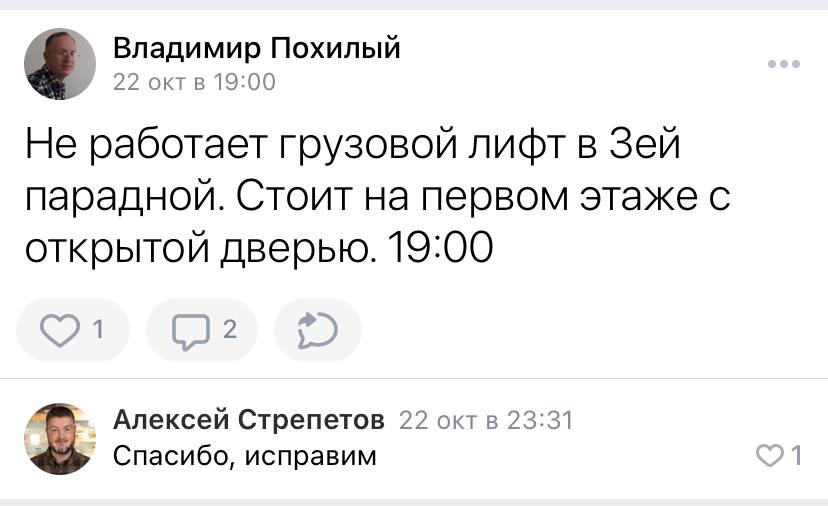 Владимир Похилый
22 окт в 19:00
Не работает грузовой лифт в 3ей
парадной. Стоит на первом этаже с
открытой дверью. 19:00
1
2
Алексей Стрепетов 22 окт в 23:31
Спасибо, исправим
1